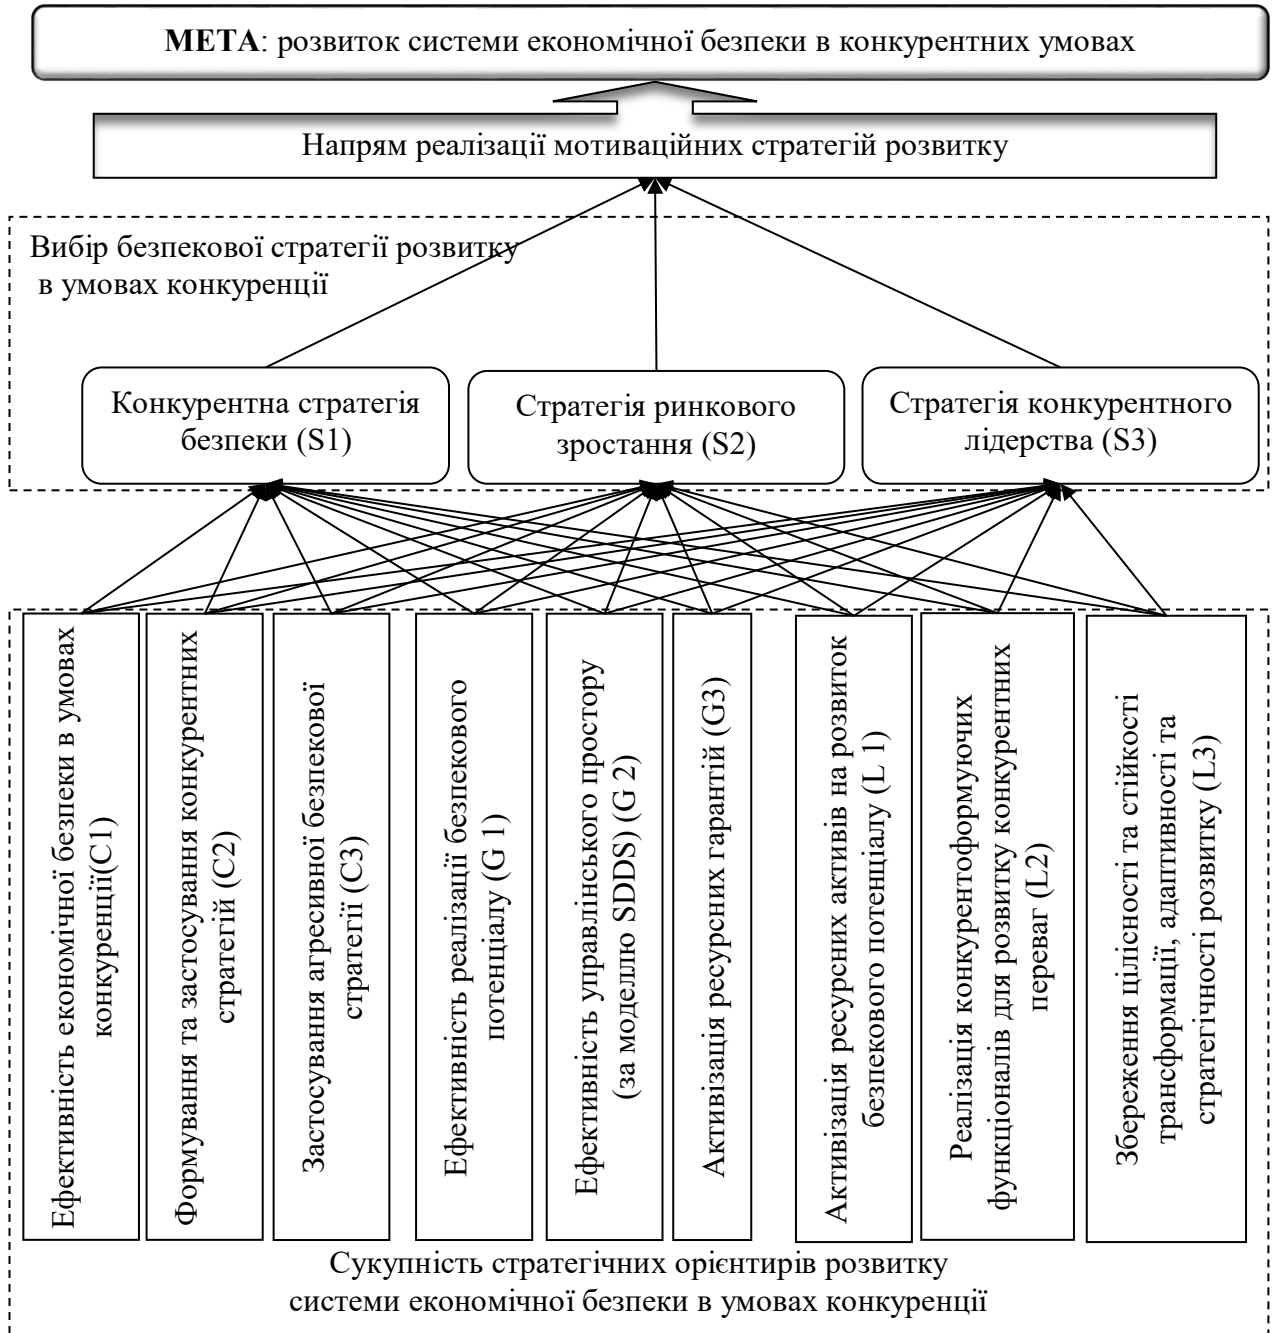 МЕТА: розвиток системи економічної безпеки в конкурентних умовах
Напрям реалізації мотиваційних стратегій розвитку
Вибір безпекової стратегії розвитку
в умовах конкуренції
Конкурентна стратегія
безпеки (S1)
Стратегія ринкового
зростання (S2)
Стратегія конкурентного
лідерства (S3)
Ефективність економічної безпеки в умовах
конкуренції(С1)
Формування та застосування конкурентних
стратегій (С2)
Застосування агресивної безпекової
стратегії (С3)
Ефективність реалізації безпекового
потенціалу (G 1)
Ефективність управлінського простору
(за моделлю SDDS) (G 2)
Активізація ресурсних гарантій (G3)
Активізація ресурсних активів на розвиток
безпекового потенціалу (L 1)
Реалізація конкурентоформуючих
функціоналів для розвитку конкурентних
переваг (L2)
Збереження цілісності та стійкості
трансформації, адаптивності та
стратегічності розвитку (L3)
Сукупність стратегічних орієнтирів розвитку
системи економічної безпеки в умовах конкуренції